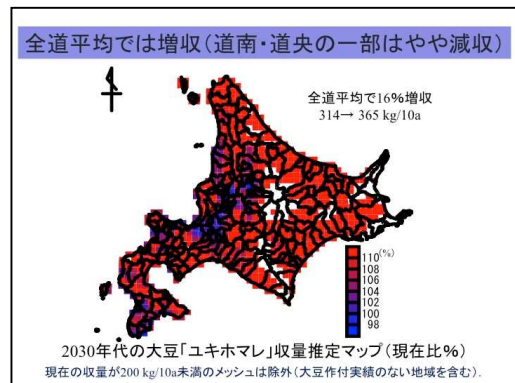 全道平均では増収(道南・道央の一部はやや減収)
全道平均で16%増収
314→ 365 kg/10a
110(%)
108
106
104
102
100
98
2030年代の大豆「ユキホマレ」収量推定マップ(現在比%)
現在の収量が200 kg/10a未満のメッシュは除外(大豆作付実績のない地域を含む).